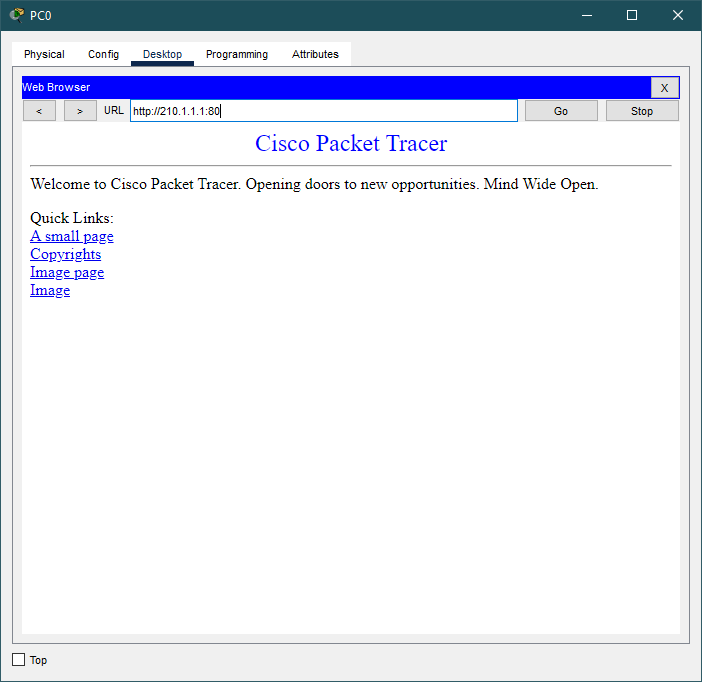 PC0
Physical Config Desktop Programming Attributes
Web Browser X
< > URL http://210.1.1.1:80 Go Stop
Cisco Packet Tracer
Welcome to Cisco Packet Tracer. Opening doors to new opportunities. Mind Wide Open.
Quick Links:
A small page
Copyrights
Image page
Image
Top